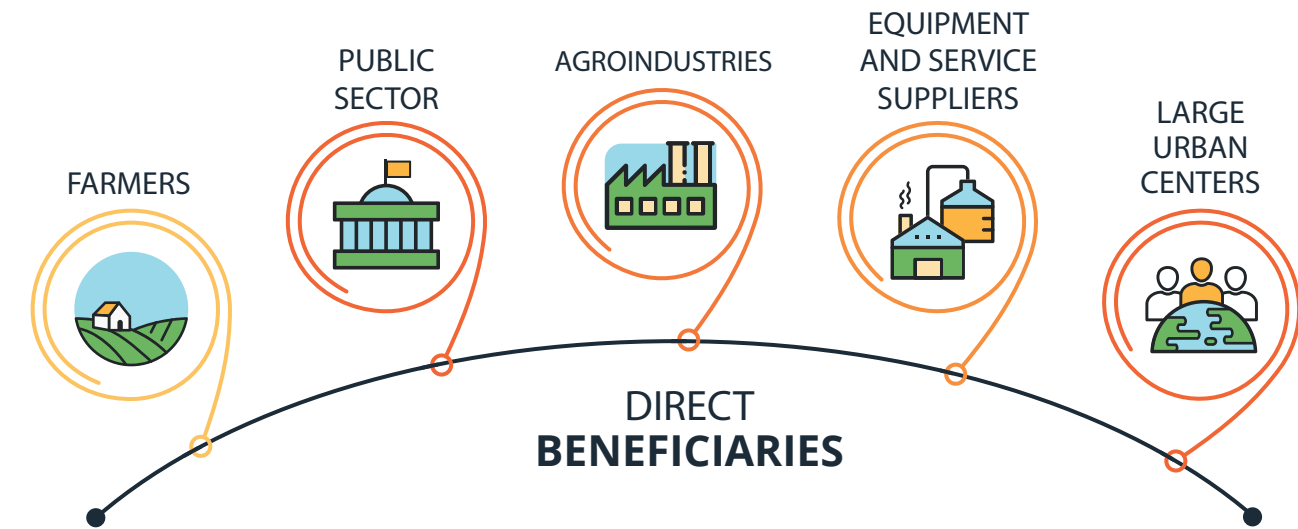 FARMERS
PUBLIC
SECTOR
AGROINDUSTRIES
EQUIPMENT
AND SERVICE
SUPPLIERS
LARGE
URBAN
CENTERS
DIRECT
BENEFICIARIES